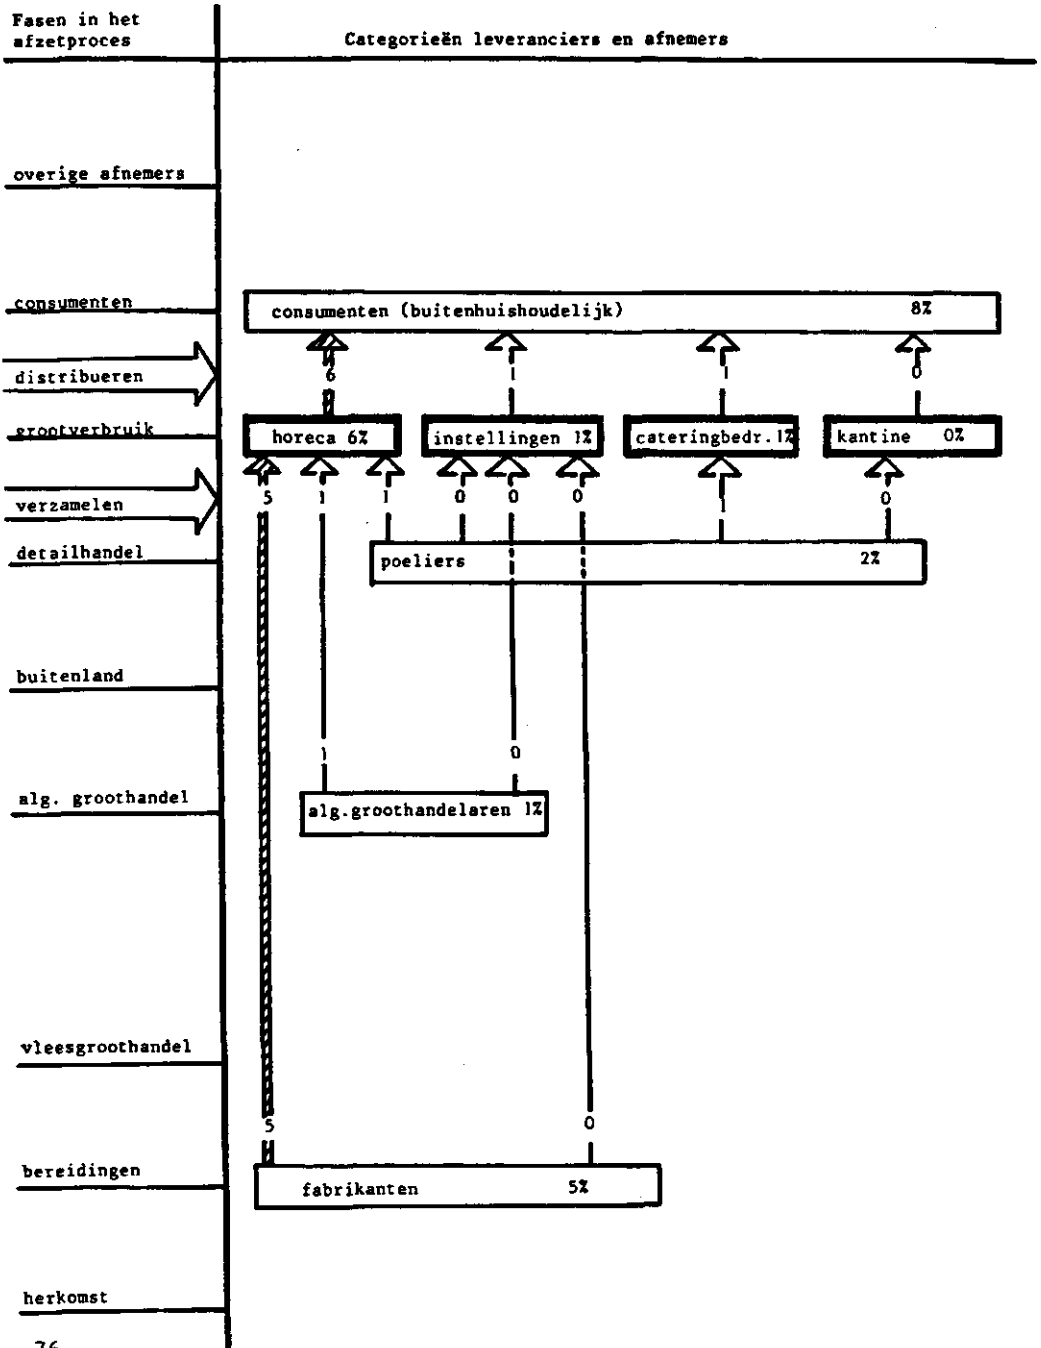 Fasen in het
afzetproces
Categorieën leveranciers en afnemers
overige afnemers
consumenten
consumenten (buitenhuishoudelijk) 8%
distribueren
6 1 1 0
grootverbruik
horeca 6% instellingen 1% cateringbedr. 1% kantine 0%
verzamelen
5 1 1 0 0 0 1 0
detailhandel
poeliers 2%
buitenland
1 0
alg. groothandel
alg.groothandelaren 1%
vleesgroothandel
5 0
bereidingen
fabrikanten 5%
herkomst
76